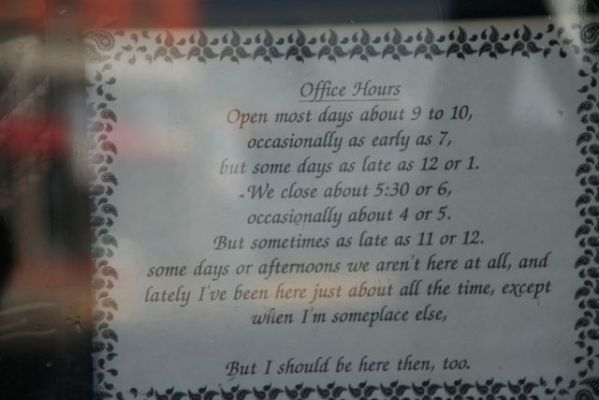 Office Hours
Open most days about 9 to 10,
occasionally as early as 7,
but some days as late as 12 or 1.
We close about 5:30 or 6,
occasionally about 4 or 5.
But sometimes as late as 11 or 12.
some days or afternoons we aren't here at all, and
lately I've been here just about all the time, except
when I'm someplace else,
But I should be here then, too.